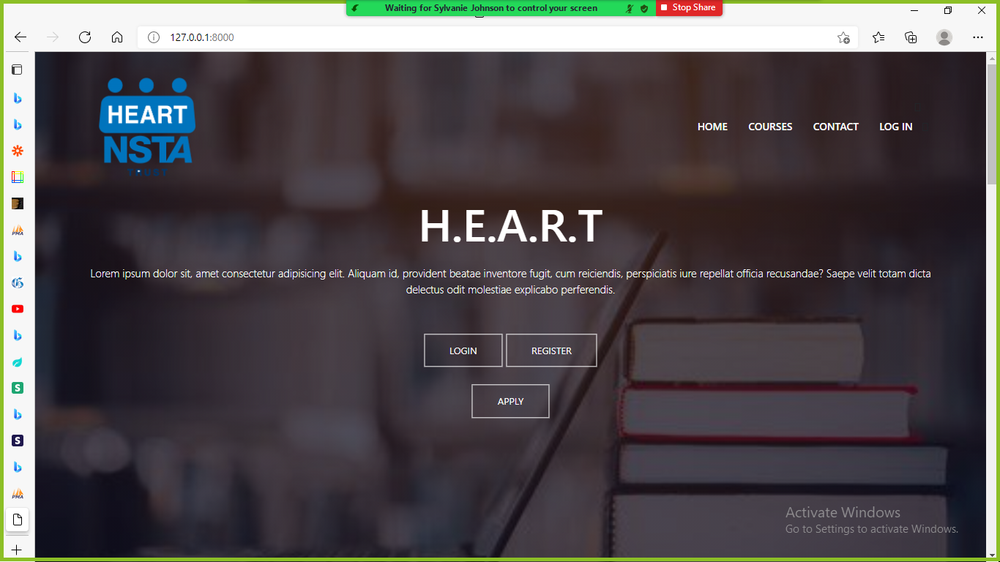 Waiting for Sylvanie Johnson to control your screen
Stop Share
127.0.0.1:8000
HEART
NSTA
TRUST
HOME COURSES CONTACT LOG IN
H.E.A.R.T
Lorem ipsum dolor sit, amet consectetur adipisicing elit. Aliquam id, provident beatae inventore fugit, cum reiciendis, perspiciatis iure repellat officia recusandae? Saepe velit totam dicta
delectus odit molestiae explicabo perferendis.
LOGIN REGISTER
APPLY
Activate Windows
Go to Settings to activate Windows.
PMA
PMA